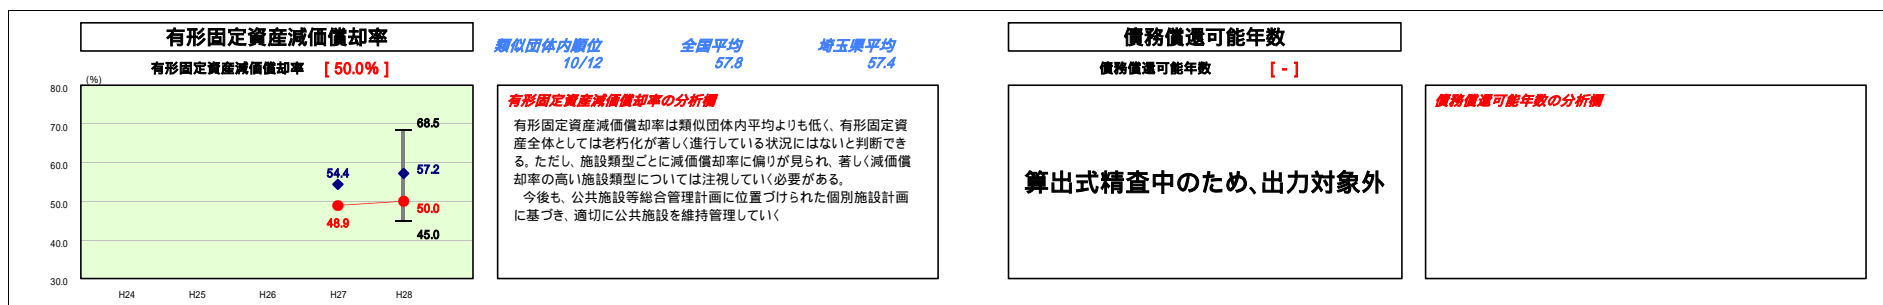 有形固定資産減価償却率
有形固定資産減価償却率 [ 50.0% ]
類似団体内順位
10/12
全国平均
57.8
埼玉県平均
57.4
(%)
80.0
70.0
60.0
50.0
40.0
30.0
68.5
54.4
57.2
48.9
50.0
45.0
H24 H25 H26 H27 H28
有形固定資産減価償却率の分析欄
有形固定資産減価償却率は類似団体内平均よりも低く、有形固定資
産全体としては老朽化が著しく進行している状況にはないと判断でき
る。ただし、施設類型ごとに減価償却率に偏りが見られ、著しく減価償
却率の高い施設類型については注視していく必要がある。
今後も、公共施設等総合管理計画に位置づけられた個別施設計画
に基づき、適切に公共施設を維持管理していく
債務償還可能年数
債務償還可能年数 [ - ]
算出式精査中のため、出力対象外
債務償還可能年数の分析欄